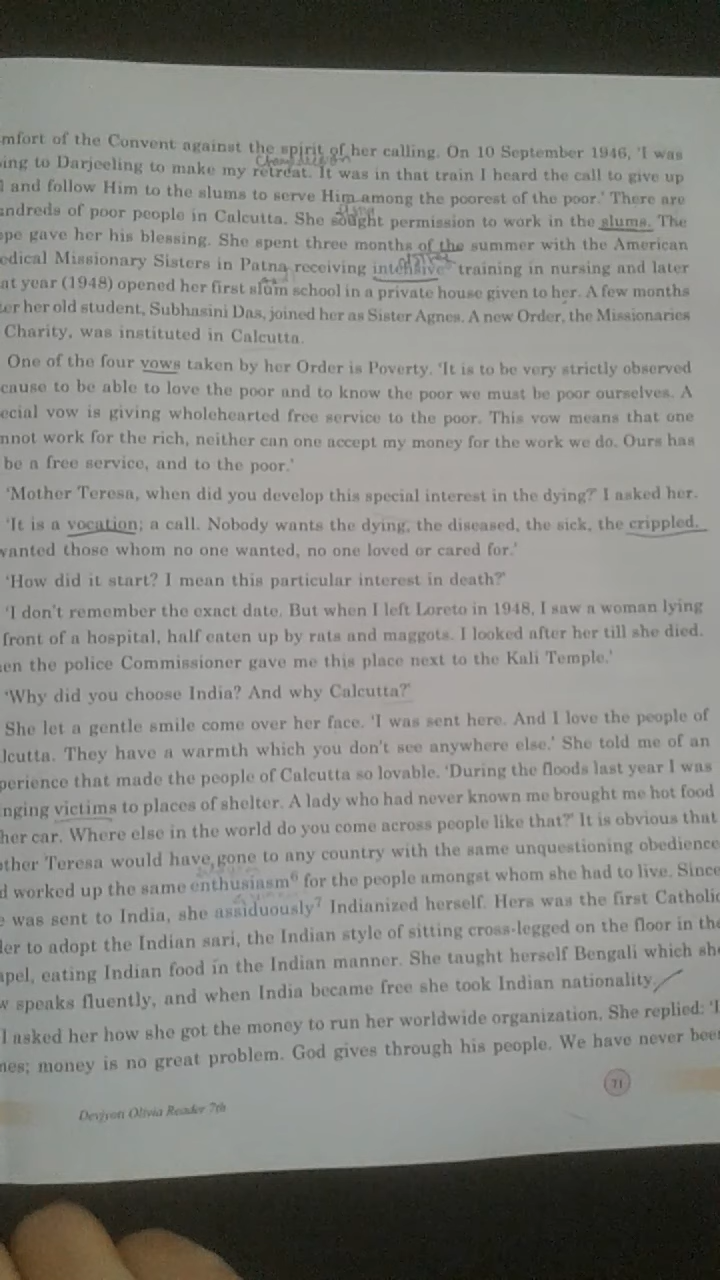 mfort of the Convent against the spirit of her calling. On 10 September 1946, 'I was
ing to Darjeeling to make my retreat. It was in that train I heard the call to give up
and follow Him to the slums to serve Him among the poorest of the poor.' There are
ndreds of poor people in Calcutta. She sought permission to work in the slums. The
pe gave her his blessing. She spent three months of the summer with the American
edical Missionary Sisters in Patna receiving intensive training in nursing and later
at year (1948) opened her first slum school in a private house given to her. A few months
er her old student, Subhasini Das, joined her as Sister Agnes. A new Order, the Missionaries
Charity, was instituted in Calcutta.
One of the four vows taken by her Order is Poverty. 'It is to be very strictly observed
cause to be able to love the poor and to know the poor we must be poor ourselves. A
ecial vow is giving wholehearted free service to the poor. This vow means that one
nnot work for the rich, neither can one accept my money for the work we do. Ours has
be a free service, and to the poor.'
'Mother Teresa, when did you develop this special interest in the dying?' I asked her.
'It is a vocation; a call. Nobody wants the dying, the diseased, the sick, the crippled.
wanted those whom no one wanted, no one loved or cared for.'
'How did it start? I mean this particular interest in death?'
'I don't remember the exact date. But when I left Loreto in 1948, I saw a woman lying
front of a hospital, half eaten up by rats and maggots. I looked after her till she died.
en the police Commissioner gave me this place next to the Kali Temple.'
'Why did you choose India? And why Calcutta?'
She let a gentle smile come over her face. 'I was sent here. And I love the people of
lcutta. They have a warmth which you don't see anywhere else.' She told me of an
perience that made the people of Calcutta so lovable. 'During the floods last year I was
nging victims to places of shelter. A lady who had never known me brought me hot food
her car. Where else in the world do you come across people like that?' It is obvious that
other Teresa would have gone to any country with the same unquestioning obedience
d worked up the same enthusiasm⁶ for the people amongst whom she had to live. Since
e was sent to India, she assiduously⁷ Indianized herself. Hers was the first Catholic
der to adopt the Indian sari, the Indian style of sitting cross-legged on the floor in the
apel, eating Indian food in the Indian manner. She taught herself Bengali which she
w speaks fluently, and when India became free she took Indian nationality.
I asked her how she got the money to run her worldwide organization. She replied: 'I
nes; money is no great problem. God gives through his people. We have never been
71
Devjyoti Olivia Reader 7th